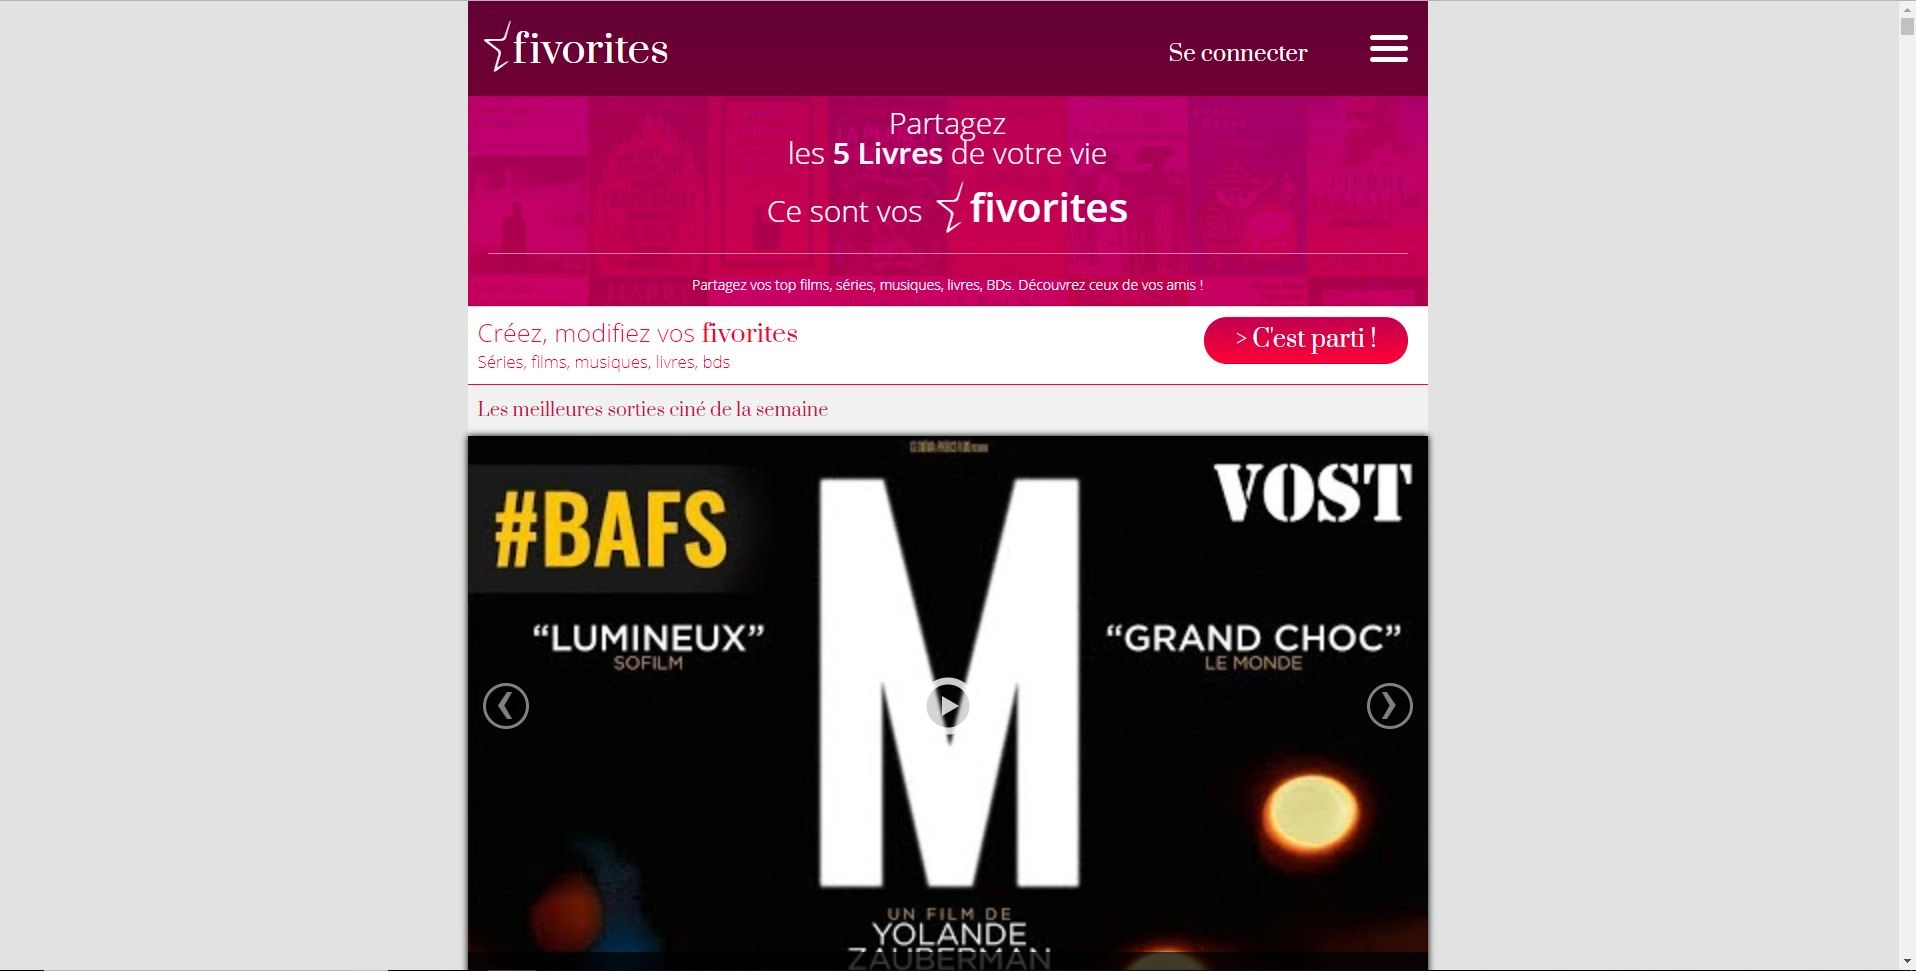 fivorites
Se connecter
Partagez
les 5 Livres de votre vie
Ce sont vos fivorites
Partagez vos top films, séries, musiques, livres, BDs. Découvrez ceux de vos amis !
Créez, modifiez vos fivorites
Séries, films, musiques, livres, bds
> C'est parti !
Les meilleures sorties ciné de la semaine
#BAFS
VOST
M
“LUMINEUX”
SOFILM
“GRAND CHOC”
LE MONDE
UN FILM DE
YOLANDE
ZAUBERMAN